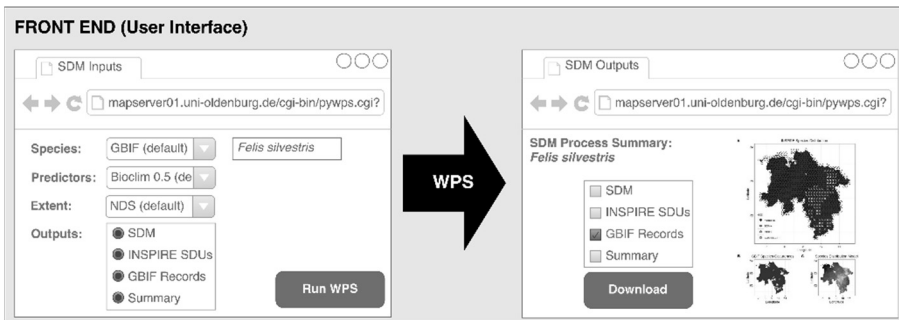 FRONT END (User Interface)
SDM Inputs
mapserver01.uni-oldenburg.de/cgi-bin/pywps.cgi?
Species: GBIF (default) Felis silvestris
Predictors: Bioclim 0.5 (de
Extent: NDS (default)
Outputs: SDM
INSPIRE SDUs
GBIF Records
Summary
Run WPS
WPS
SDM Outputs
mapserver01.uni-oldenburg.de/cgi-bin/pywps.cgi?
SDM Process Summary:
Felis silvestris
SDM
INSPIRE SDUs
GBIF Records
Summary
Download